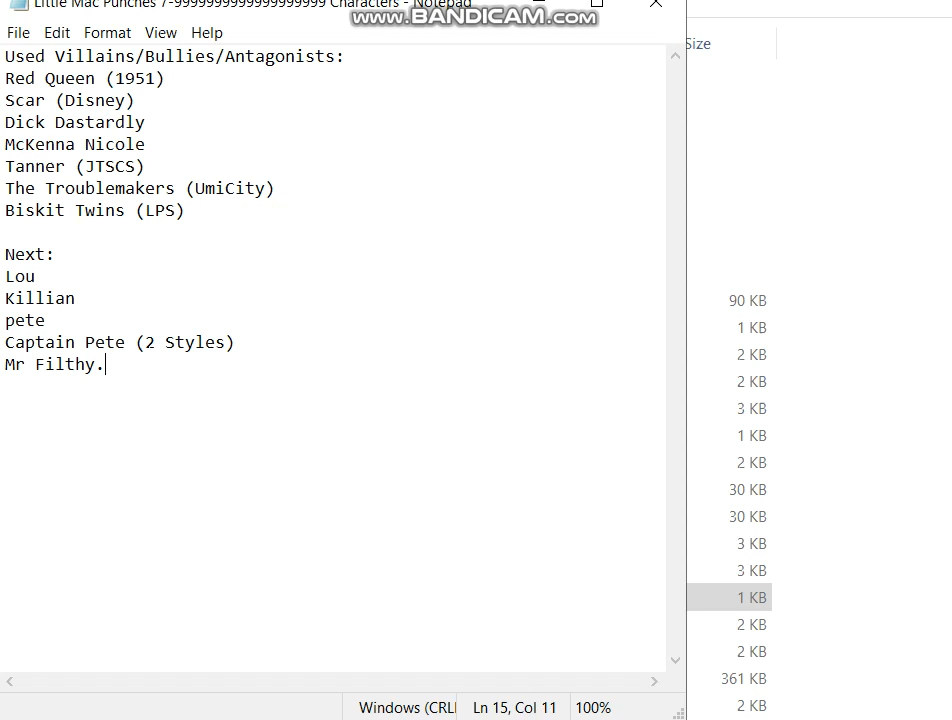 Little Mac Punches 7-9999999999999999999 Characters - Notepad
www.BANDICAM.com
File Edit Format View Help
Size
Used Villains/Bullies/Antagonists:
Red Queen (1951)
Scar (Disney)
Dick Dastardly
McKenna Nicole
Tanner (JTSCS)
The Troublemakers (UmiCity)
Biskit Twins (LPS)
Next:
Lou
Killian
pete
Captain Pete (2 Styles)
Mr Filthy.
90 KB
1 KB
2 KB
2 KB
3 KB
1 KB
2 KB
30 KB
30 KB
3 KB
3 KB
1 KB
2 KB
2 KB
361 KB
2 KB
Windows (CRLF Ln 15, Col 11 100%